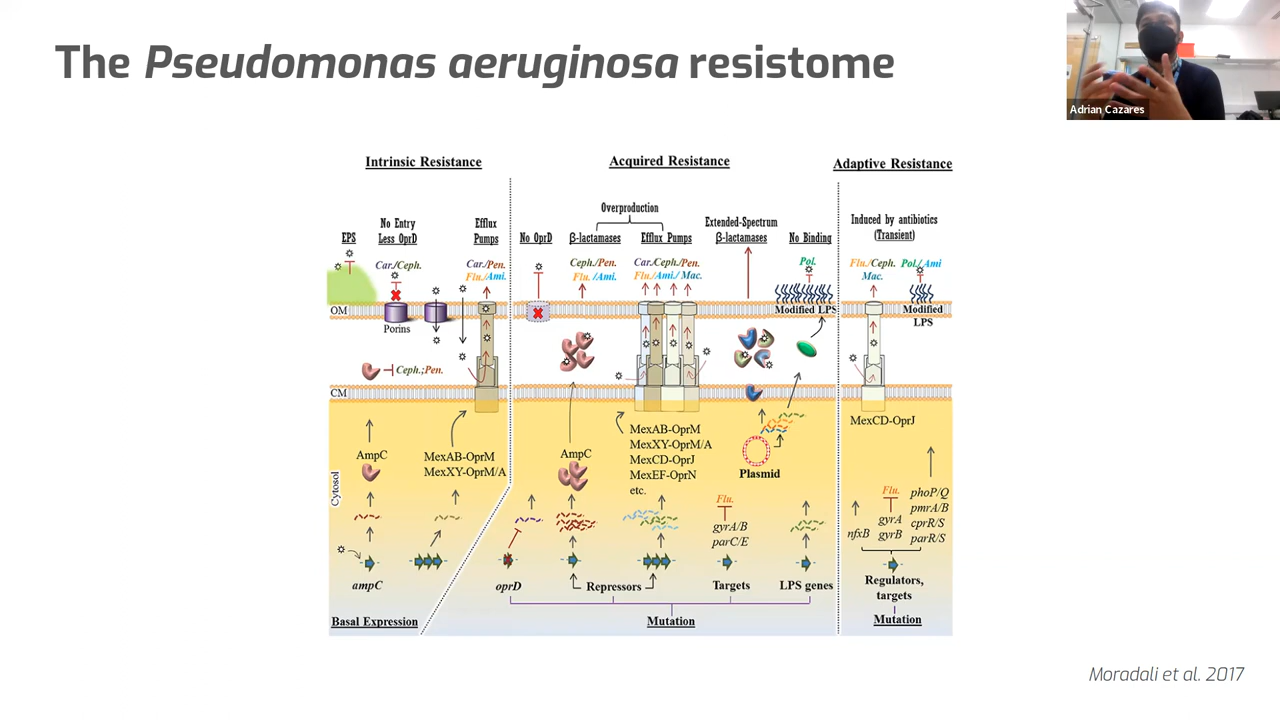 The Pseudomonas aeruginosa resistome
Adrian Cazares
Intrinsic Resistance
EPS
No Entry
Less OprD
Efflux
Pumps
Car./Ceph.
Car./Pen.
Flu./Ami.
OM
Porins
Ceph.;Pen.
CM
Cytosol
AmpC
MexAB-OprM
MexXY-OprM/A
ampC
Basal Expression
Acquired Resistance
Overproduction
No OprD
β-lactamases
Efflux Pumps
Extended-Spectrum
β-lactamases
No Binding
Ceph./Pen.
Flu./Ami.
Car./Ceph./Pen.
Flu./Ami./ Mac.
Pol.
Modified LPS
AmpC
MexAB-OprM
MexXY-OprM/A
MexCD-OprJ
MexEF-OprN
etc.
Plasmid
Flu.
gyrA/B
parC/E
oprD
Repressors
Targets
LPS genes
Mutation
Adaptive Resistance
Induced by antibiotics
(Transient)
Flu./Ceph.
Mac.
Pol./Ami
Modified
LPS
MexCD-OprJ
nfxB
Flu.
gyrA
gyrB
phoP/Q
pmrA/B
cprR/S
parR/S
Regulators,
targets
Mutation
Moradali et al. 2017